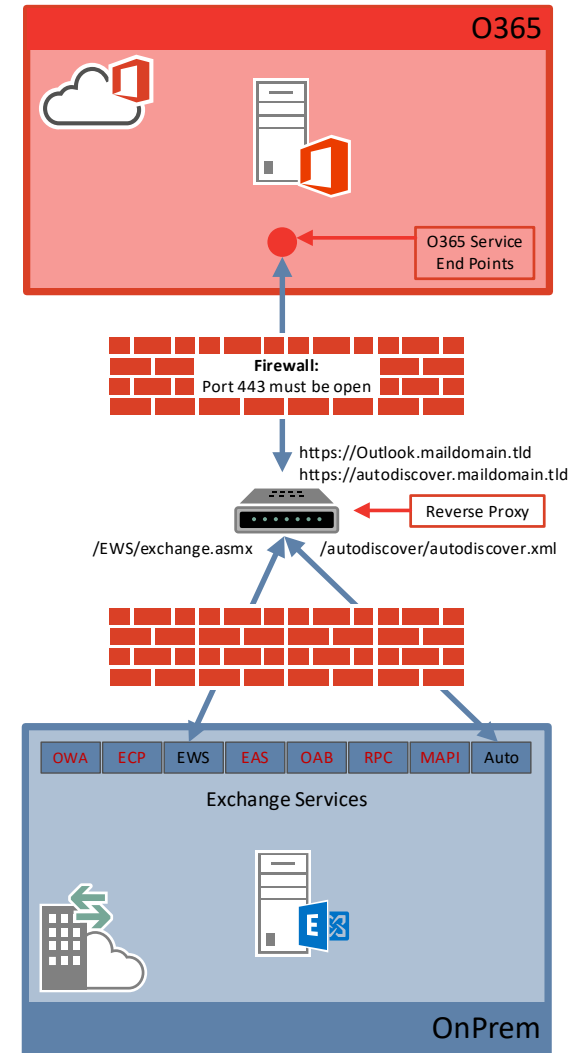 O365
O365 Service
End Points
Firewall:
Port 443 must be open
https://Outlook.maildomain.tld
https://autodiscover.maildomain.tld
Reverse Proxy
/EWS/exchange.asmx
/autodiscover/autodiscover.xml
OWA ECP EWS EAS OAB RPC MAPI Auto
Exchange Services
E
OnPrem